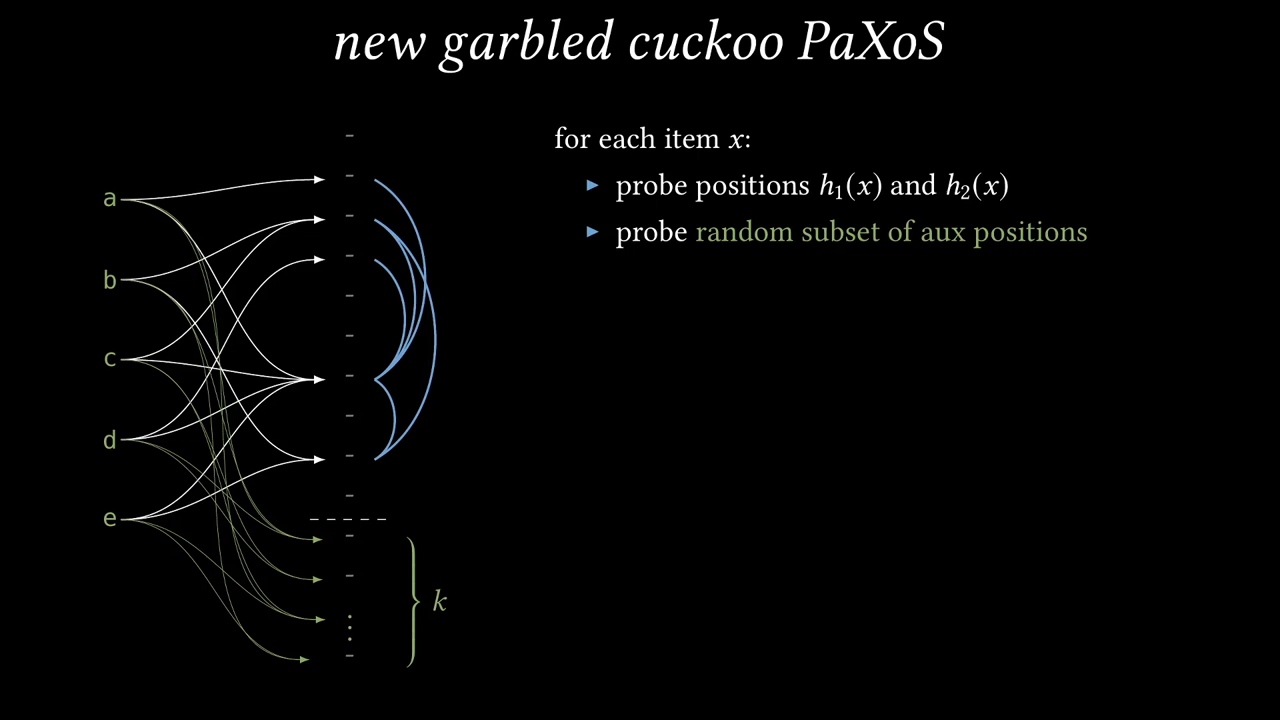 new garbled cuckoo PaXoS
for each item x:
▶ probe positions h₁(x) and h₂(x)
▶ probe random subset of aux positions
a
b
c
d
e
k